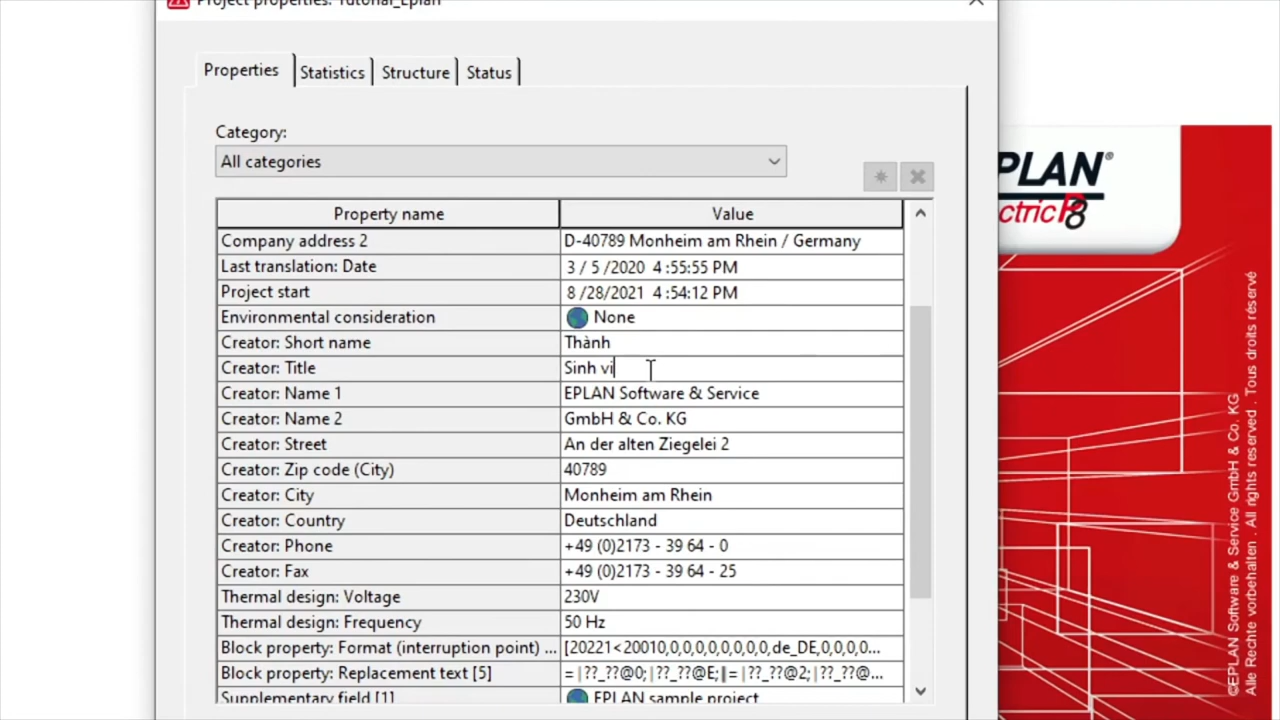 Project properties: Tutorial_Eplan
Properties
Statistics
Structure
Status
Category:
All categories
Property name
Value
Company address 2
D-40789 Monheim am Rhein / Germany
Last translation: Date
3 / 5 /2020 4 :55:55 PM
Project start
8 /28/2021 4 :54:12 PM
Environmental consideration
None
Creator: Short name
Thành
Creator: Title
Sinh vi
Creator: Name 1
EPLAN Software & Service
Creator: Name 2
GmbH & Co. KG
Creator: Street
An der alten Ziegelei 2
Creator: Zip code (City)
40789
Creator: City
Monheim am Rhein
Creator: Country
Deutschland
Creator: Phone
+49 (0)2173 - 39 64 - 0
Creator: Fax
+49 (0)2173 - 39 64 - 25
Thermal design: Voltage
230V
Thermal design: Frequency
50 Hz
Block property: Format (interruption point) ...
[20221<20010,0,0,0,0,0,0,0,0,de_DE,0,0,0,0...
Block property: Replacement text [5]
=|??_??@0;|??_??@E;‖=|??_??@2;|??_??@...
Supplementary field [1]
EPLAN sample project
PLAN®
ctric P8
©EPLAN Software & Service GmbH & Co. KG
Alle Rechte vorbehalten . All rights reserved . Tous droits réservé